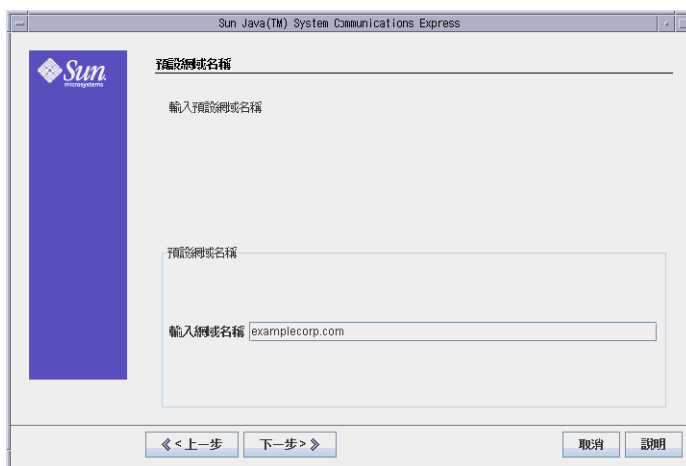 Sun Java(TM) System Communications Express
Sun
microsystems
預設網域名稱
輸入預設網域名稱
預設網域名稱
輸入網域名稱 examplecorp.com
<上一步 下一步> 取消 說明